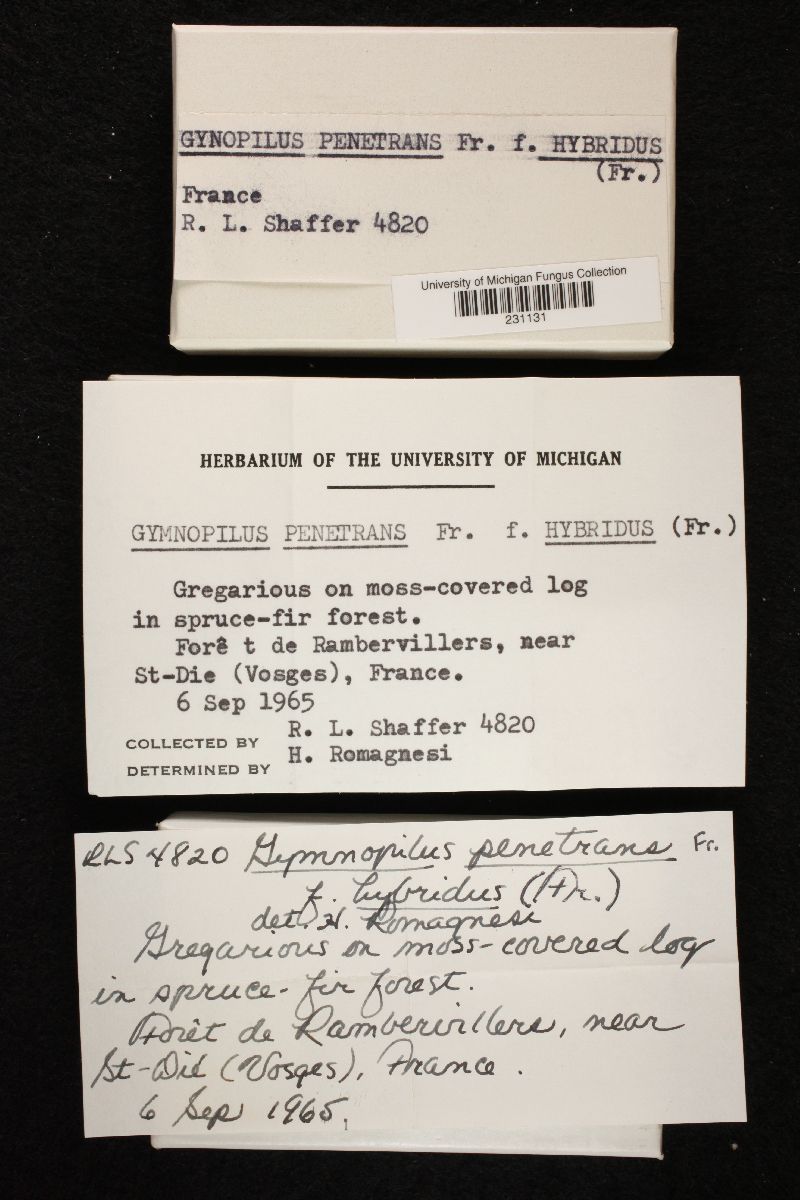 GYNOPILUS PENETRANS Fr. f. HYBRIDUS
(Fr.)
France
R. L. Shaffer 4820
University of Michigan Fungus Collection
231131
HERBARIUM OF THE UNIVERSITY OF MICHIGAN
GYMNOPILUS PENETRANS Fr. f. HYBRIDUS (Fr.)
Gregarious on moss-covered log
in spruce-fir forest.
Forê t de Rambervillers, near
St-Die (Vosges), France.
6 Sep 1965
COLLECTED BY R. L. Shaffer 4820
DETERMINED BY H. Romagnesi
RLS 4820 Gymnopilus penetrans Fr.
f. hybridus (Fr.)
det. H. Romagnesi
Gregarious on moss-covered log
in spruce-fir forest.
Forêt de Rambervillers, near
St-Dié (Vosges), France.
6 Sep 1965.